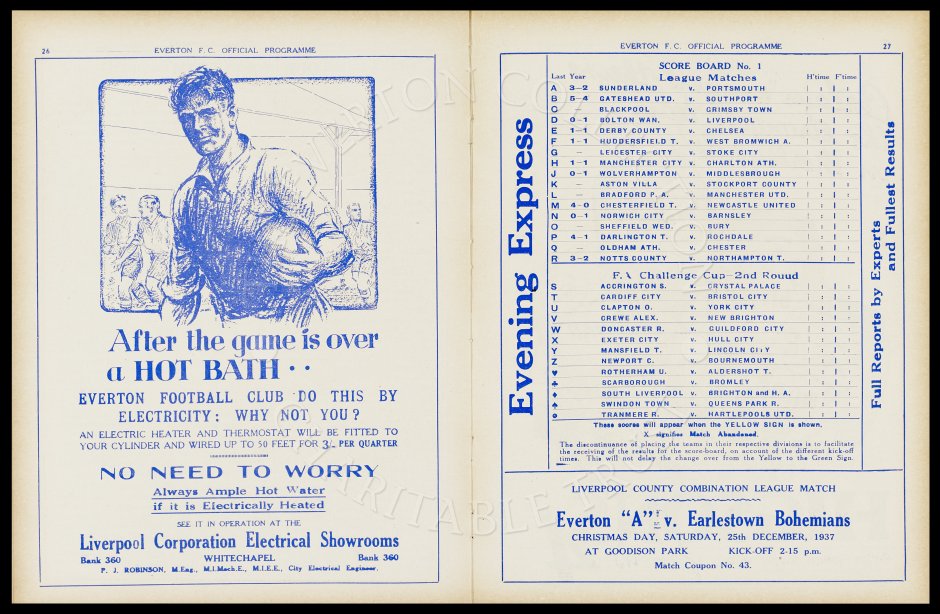 26
EVERTON F. C. OFFICIAL PROGRAMME
After the game is over
a HOT BATH · ·
EVERTON FOOTBALL CLUB DO THIS BY
ELECTRICITY: WHY NOT YOU?
AN ELECTRIC HEATER AND THERMOSTAT WILL BE FITTED TO
YOUR CYLINDER AND WIRED UP TO 50 FEET FOR 3/- PER QUARTER
NO NEED TO WORRY
Always Ample Hot Water
if it is Electrically Heated
SEE IT IN OPERATION AT THE
Liverpool Corporation Electrical Showrooms
Bank 360 WHITECHAPEL Bank 360
P. J. ROBINSON, M.Eng., M.I.Mech.E., M.I.E.E., City Electrical Engineer.
EVERTON F. C. OFFICIAL PROGRAMME
27
Evening Express
SCORE BOARD No. 1
Last Year League Matches H'time F'time
A 3-2 SUNDERLAND v. PORTSMOUTH : :
B 5-4 GATESHEAD UTD. v. SOUTHPORT : :
C - BLACKPOOL v. GRIMSBY TOWN : :
D 0-1 BOLTON WAN. v. LIVERPOOL : :
E 1-1 DERBY COUNTY v. CHELSEA : :
F 1-1 HUDDERSFIELD T. v. WEST BROMWICH A. : :
G - LEICESTER CITY v. STOKE CITY : :
H 1-1 MANCHESTER CITY v. CHARLTON ATH. : :
J 0-1 WOLVERHAMPTON v. MIDDLESBROUGH : :
K - ASTON VILLA v. STOCKPORT COUNTY : :
L - BRADFORD P. A. v. MANCHESTER UTD. : :
M 4-0 CHESTERFIELD T. v. NEWCASTLE UNITED : :
N 0-1 NORWICH CITY v. BARNSLEY : :
O - SHEFFIELD WED. v. BURY : :
P 4-1 DARLINGTON T. v. ROCHDALE : :
Q - OLDHAM ATH. v. CHESTER : :
R 3-2 NOTTS COUNTY v. NORTHAMPTON T. : :
F.A Challenge Cup-2nd Rouud
S ACCRINGTON S. v. CRYSTAL PALACE : :
T CARDIFF CITY v. BRISTOL CITY : :
U CLAPTON O. v. YORK CITY : :
V CREWE ALEX. v. NEW BRIGHTON : :
W DONCASTER R. v. GUILDFORD CITY : :
X EXETER CITY v. HULL CITY : :
Y MANSFIELD T. v. LINCOLN CITY : :
Z NEWPORT C. v. BOURNEMOUTH : :
♥ ROTHERHAM U. v. ALDERSHOT T. : :
♣ SCARBOROUGH v. BROMLEY : :
♦ SOUTH LIVERPOOL v. BRIGHTON and H. A. : :
♠ SWINDON TOWN v. QUEENS PARK R. : :
TRANMERE R. v. HARTLEPOOLS UTD. : :
These scores will appear when the YELLOW SIGN is shown.
X signifies Match Abandoned.
The discontinuance of placing the teams in their respective divisions is to facilitate
the receiving of the results for the score-board, on account of the different kick-off
times. This will not delay the change over from the Yellow to the Green Sign.
Full Reports by Experts
and Fullest Results
LIVERPOOL COUNTY COMBINATION LEAGUE MATCH
Everton "A" v. Earlestown Bohemians
CHRISTMAS DAY, SATURDAY, 25th DECEMBER, 1937
AT GOODISON PARK KICK-OFF 2-15 p.m.
Match Coupon No. 43.